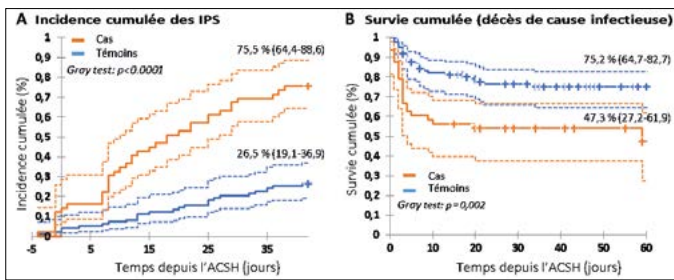 A Incidence cumulée des IPS
Cas
Témoins
Gray test: p<0.0001
75,5 % (64,4-88,6)
26,5 % (19,1-36,9)
Incidence cumulée (%)
1
0,9
0,8
0,7
0,6
0,5
0,4
0,3
0,2
0,1
0
-5 5 15 25 35
Temps depuis l'ACSH (jours)
B Survie cumulée (décès de cause infectieuse)
75,2 % (64,7-82,7)
47,3 % (27,2-61,9)
Cas
Témoins
Gray test: p=0,002
Survie cumulée (%)
1
0,9
0,8
0,7
0,6
0,5
0,4
0,3
0,2
0,1
0
0 10 20 30 40 50 60
Temps depuis l'ACSH (jours)